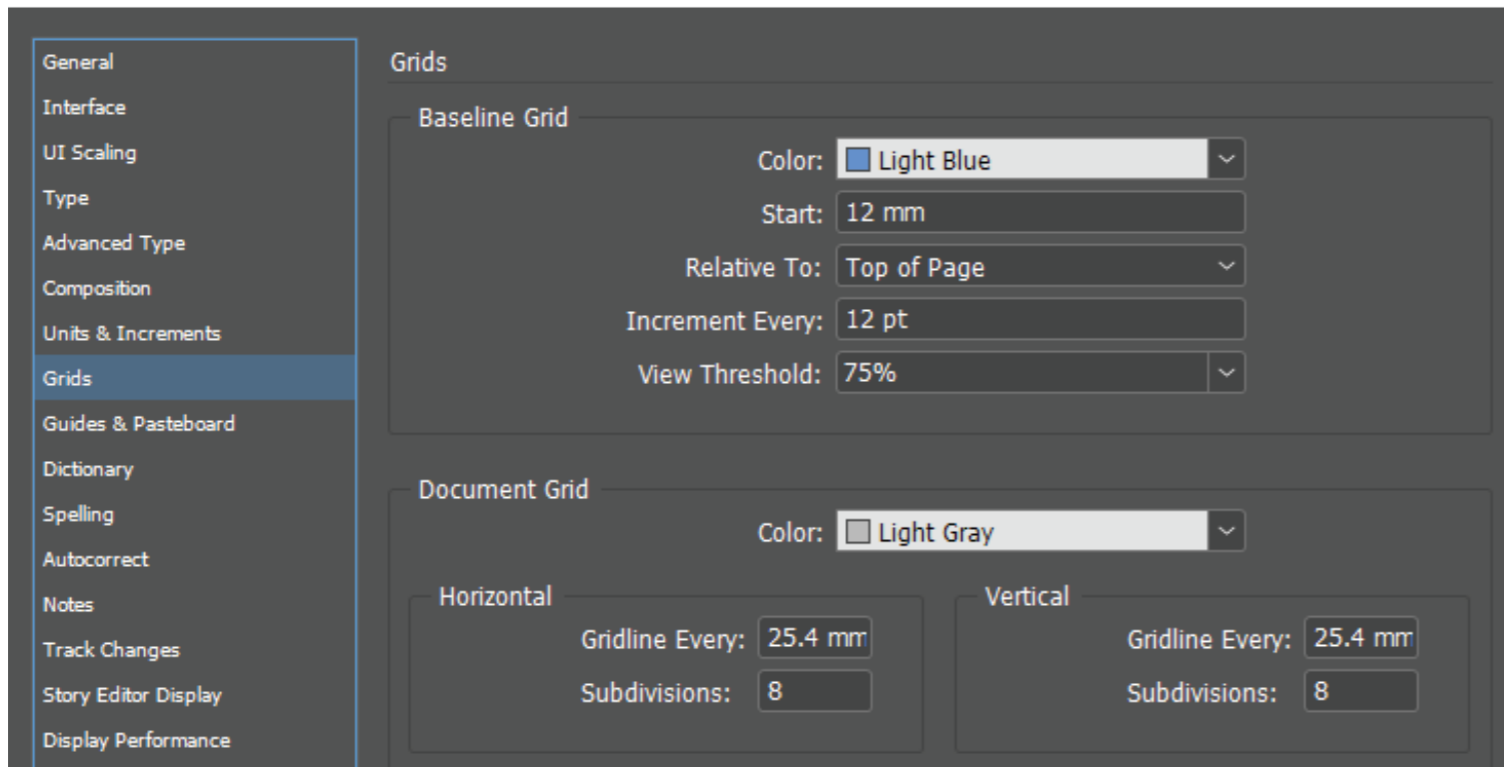 General
Interface
UI Scaling
Type
Advanced Type
Composition
Units & Increments
Grids
Guides & Pasteboard
Dictionary
Spelling
Autocorrect
Notes
Track Changes
Story Editor Display
Display Performance
Grids
Baseline Grid
Color: Light Blue
Start: 12 mm
Relative To: Top of Page
Increment Every: 12 pt
View Threshold: 75%
Document Grid
Color: Light Gray
Horizontal
Gridline Every: 25.4 mm
Subdivisions: 8
Vertical
Gridline Every: 25.4 mm
Subdivisions: 8